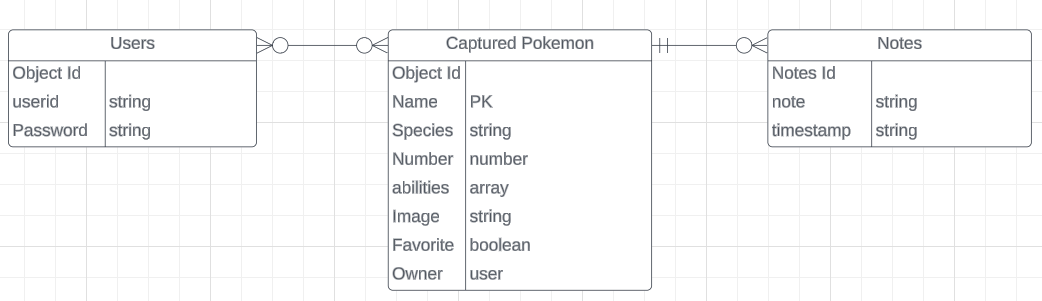 Users
Object Id
userid string
Password string
Captured Pokemon
Object Id
Name PK
Species string
Number number
abilities array
Image string
Favorite boolean
Owner user
Notes
Notes Id
note string
timestamp string